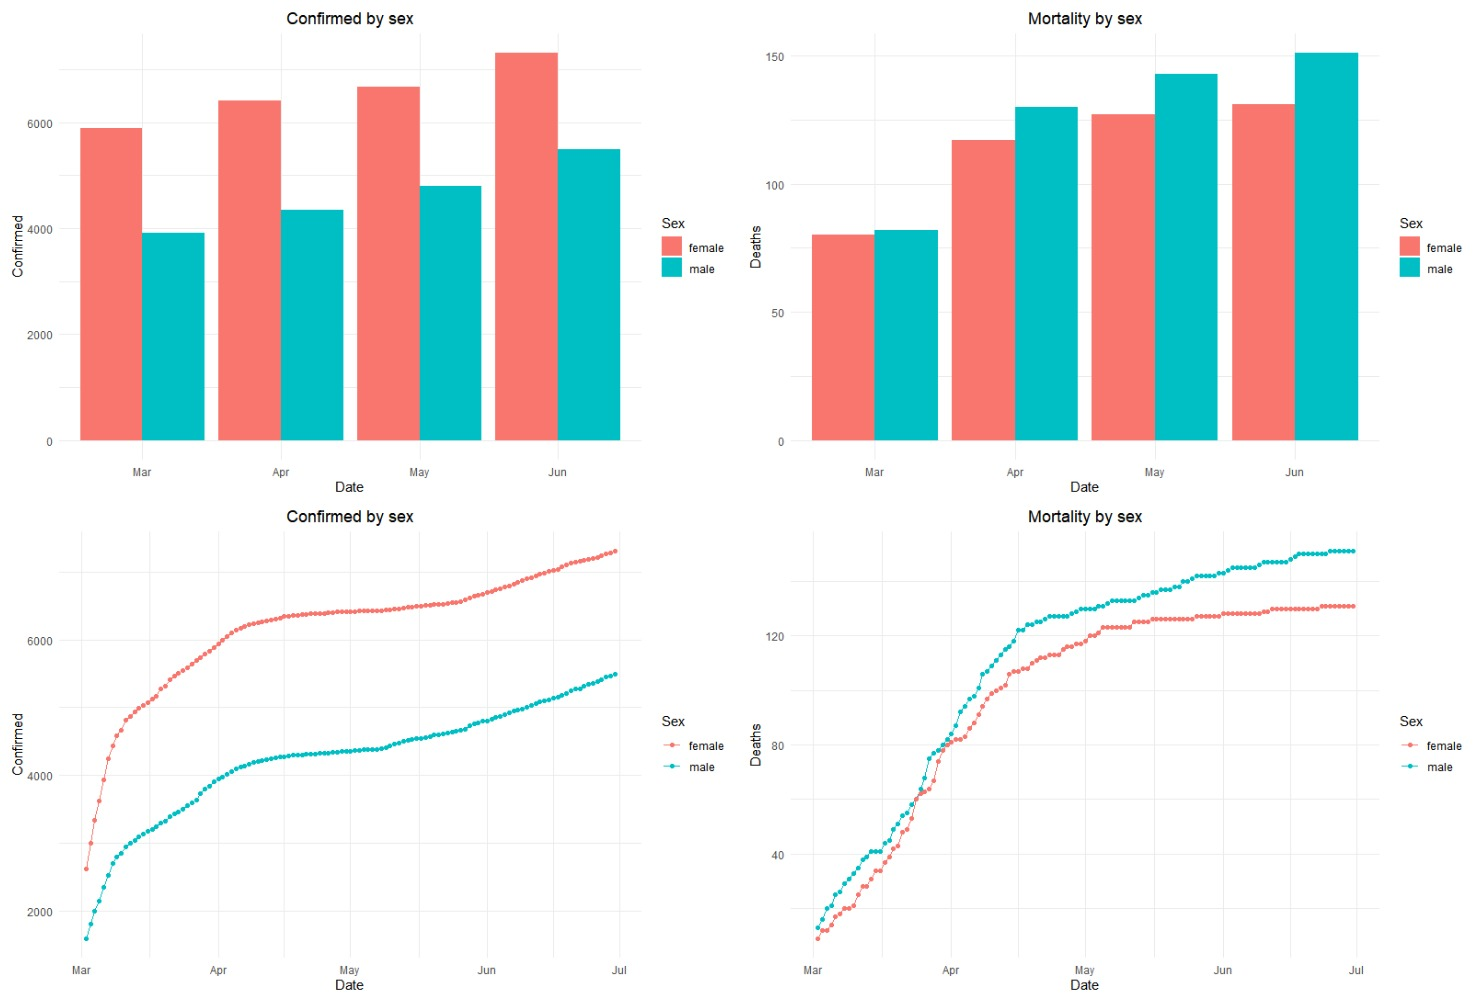 Confirmed by sex
Confirmed
6000
4000
2000
0
Mar Apr May Jun
Date
Sex
female
male
Mortality by sex
Deaths
150
100
50
0
Mar Apr May Jun
Date
Sex
female
male
Confirmed by sex
Confirmed
6000
4000
2000
Mar Apr May Jun Jul
Date
Sex
female
male
Mortality by sex
Deaths
120
80
40
Mar Apr May Jun Jul
Date
Sex
female
male